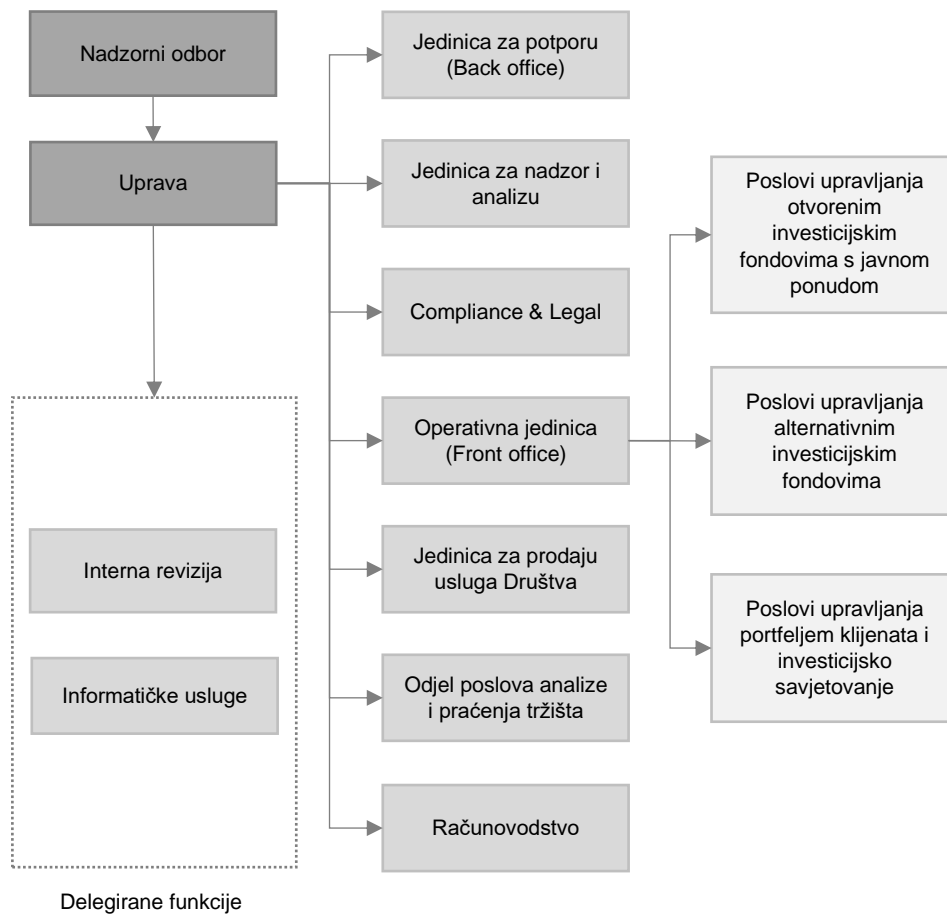 Nadzorni odbor
Uprava
Interna revizija
Informatičke usluge
Delegirane funkcije
Jedinica za potporu
(Back office)
Jedinica za nadzor i
analizu
Compliance & Legal
Operativna jedinica
(Front office)
Jedinica za prodaju
usluga Društva
Odjel poslova analize
i praćenja tržišta
Računovodstvo
Poslovi upravljanja
otvorenim
investicijskim
fondovima s javnom
ponudom
Poslovi upravljanja
alternativnim
investicijskim
fondovima
Poslovi upravljanja
portfeljem klijenata i
investicijsko
savjetovanje